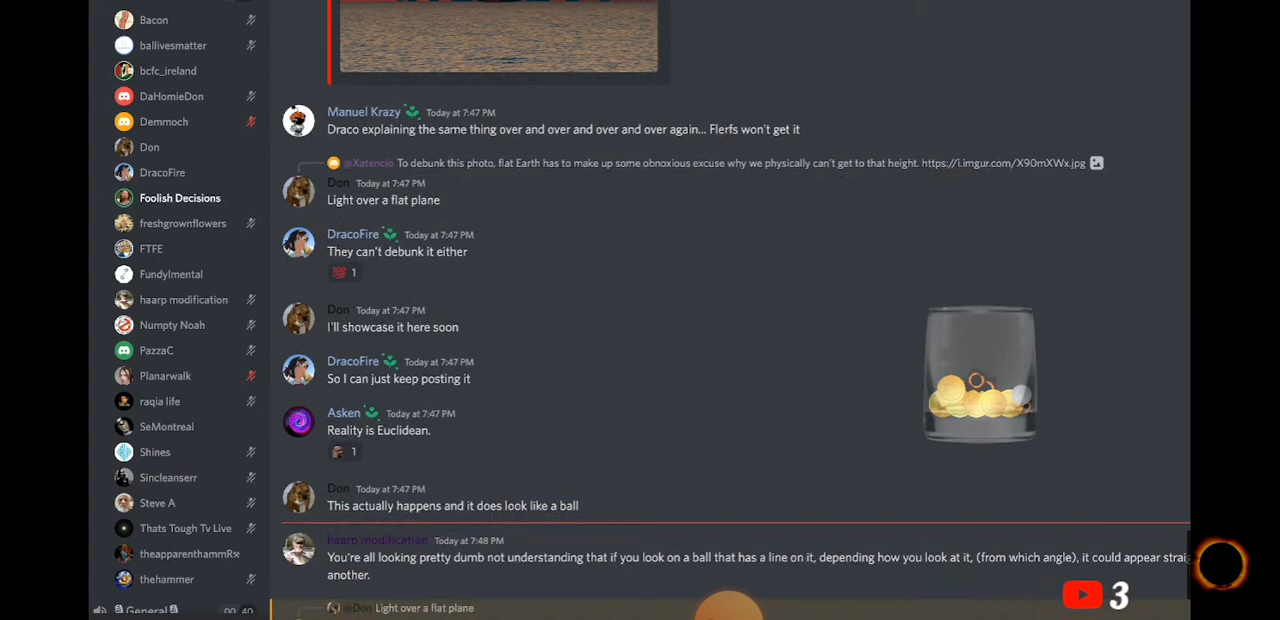 Bacon
ballivesmatter
bcfc_ireland
DaHomieDon
Demmoch
Don
DracoFire
Foolish Decisions
freshgrownflowers
FTFE
FundyImental
haarp modification
Numpty Noah
PazzaC
Planarwalk
raqia life
SeMontreal
Shines
Sincleanserr
Steve A
Thats Tough Tv Live
theapparenthammR
thehammer
General
00 40
Manuel Krazy Today at 7:47 PM
Draco explaining the same thing over and over and over and over again... Flerfs won't get it
@Xatencio To debunk this photo, flat Earth has to make up some obnoxious excuse why we physically can't get to that height. https://i.imgur.com/X90mXWx.jpg
Don Today at 7:47 PM
Light over a flat plane
DracoFire Today at 7:47 PM
They can't debunk it either
💯 1
Don Today at 7:47 PM
I'll showcase it here soon
DracoFire Today at 7:47 PM
So I can just keep posting it
Asken Today at 7:47 PM
Reality is Euclidean.
1
Don Today at 7:47 PM
This actually happens and it does look like a ball
haarp modification Today at 7:48 PM
You're all looking pretty dumb not understanding that if you look on a ball that has a line on it, depending how you look at it, (from which angle), it could appear strai
another.
@Don Light over a flat plane
3